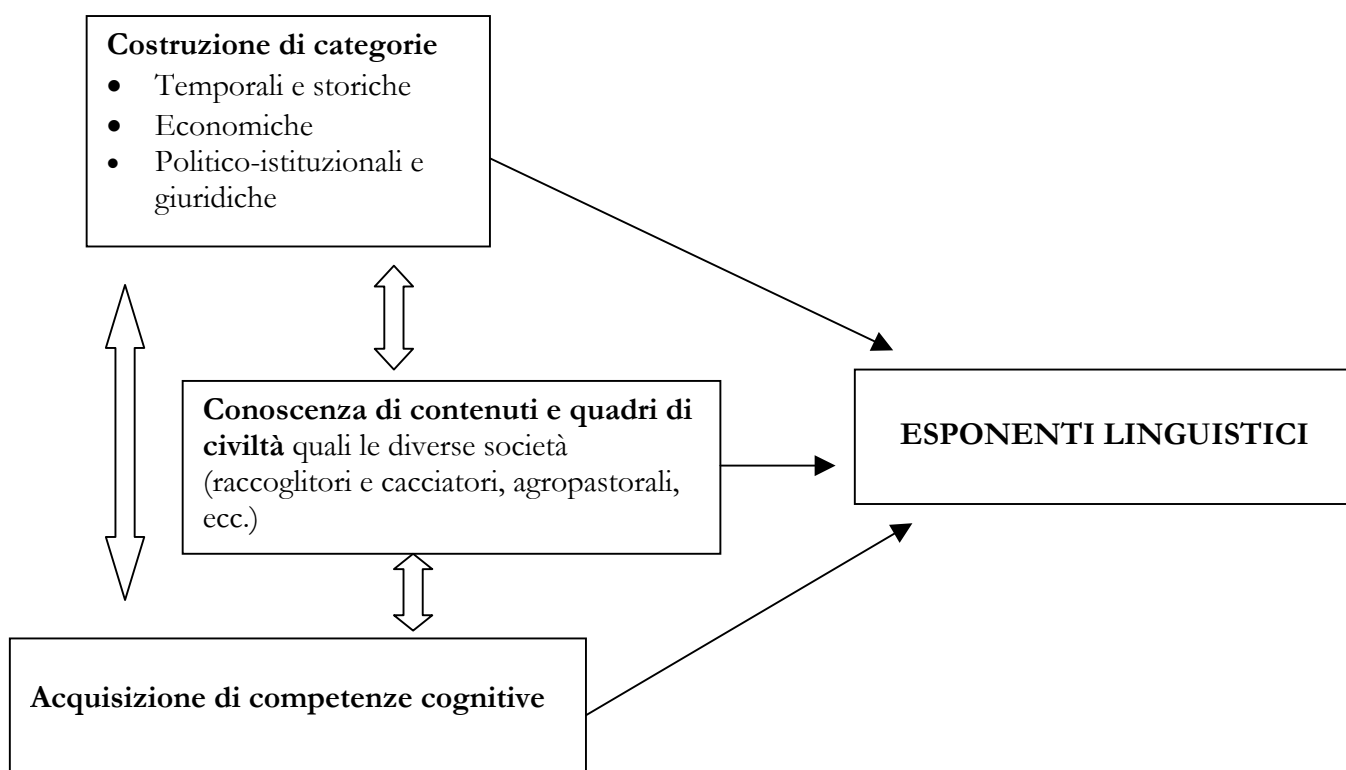 Costruzione di categorie
• Temporali e storiche
• Economiche
• Politico-istituzionali e
giuridiche
Conoscenza di contenuti e quadri di
civiltà quali le diverse società
(raccoglitori e cacciatori, agropastorali,
ecc.)
ESPONENTI LINGUISTICI
Acquisizione di competenze cognitive